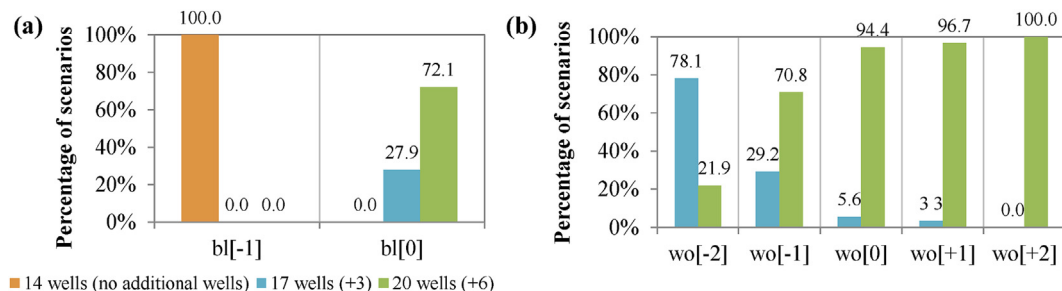 (a)
Percentage of scenarios
100%
80%
60%
40%
20%
0%
100.0
0.0
0.0
0.0
27.9
72.1
bl[-1]
bl[0]
14 wells (no additional wells)
17 wells (+3)
20 wells (+6)
(b)
Percentage of scenarios
100%
80%
60%
40%
20%
0%
78.1
21.9
29.2
70.8
5.6
94.4
3 3
96.7
0.0
100.0
wo[-2]
wo[-1]
wo[0]
wo[+1]
wo[+2]